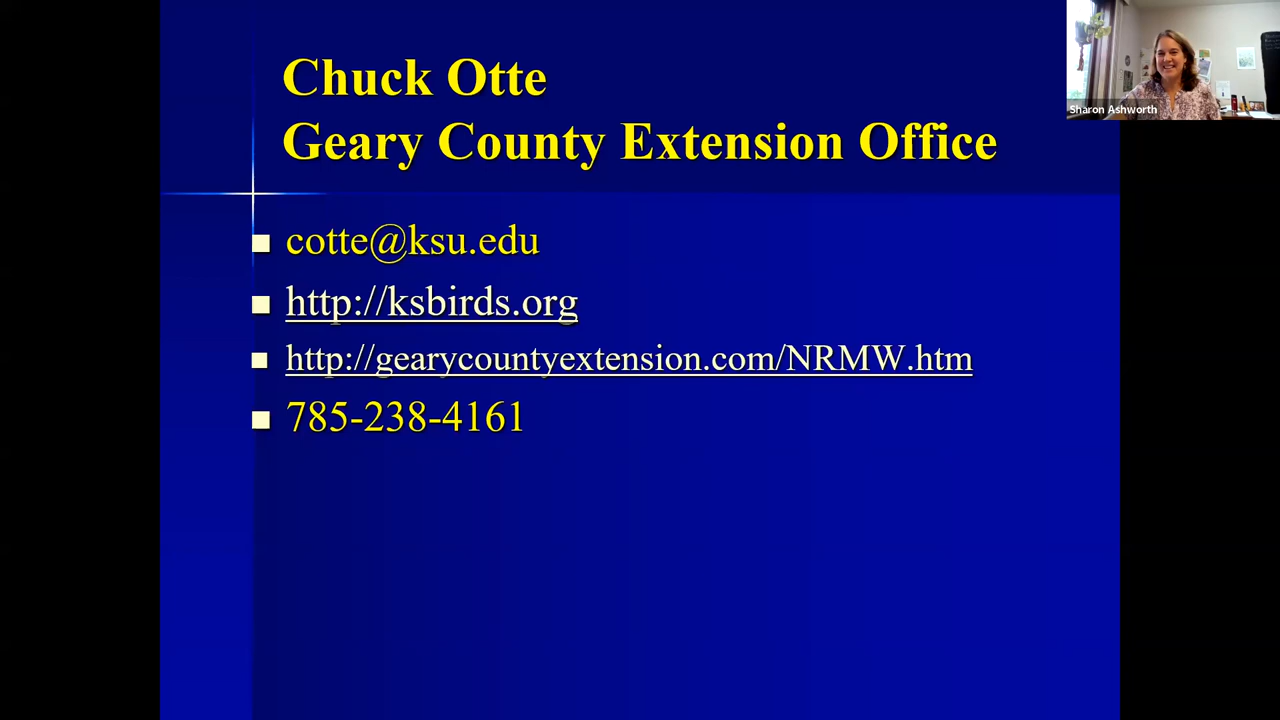 Chuck Otte
Geary County Extension Office
cotte@ksu.edu
http://ksbirds.org
http://gearycountyextension.com/NRMW.htm
785-238-4161
Sharon Ashworth